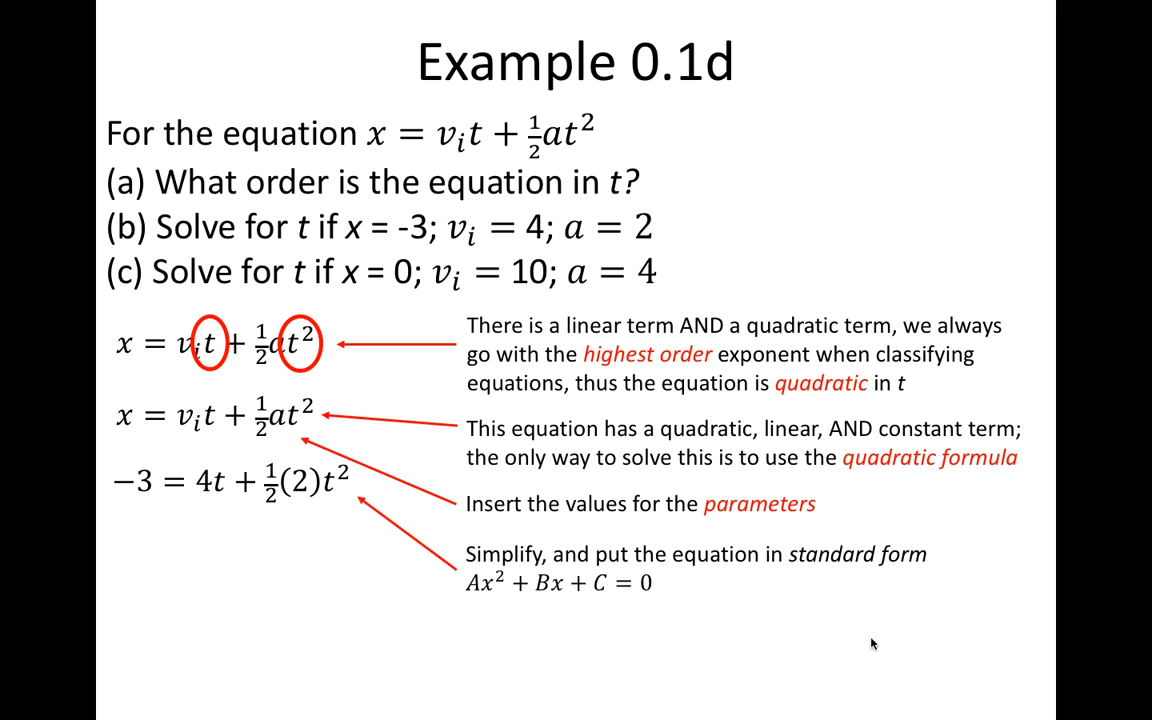 Example 0.1d
For the equation x = vᵢt + ½at²
(a) What order is the equation in t?
(b) Solve for t if x = -3; vᵢ = 4; a = 2
(c) Solve for t if x = 0; vᵢ = 10; a = 4
x = vᵢt + ½at²
There is a linear term AND a quadratic term, we always
go with the highest order exponent when classifying
equations, thus the equation is quadratic in t
x = vᵢt + ½at²
This equation has a quadratic, linear, AND constant term;
the only way to solve this is to use the quadratic formula
−3 = 4t + ½(2)t²
Insert the values for the parameters
Simplify, and put the equation in standard form
Ax² + Bx + C = 0